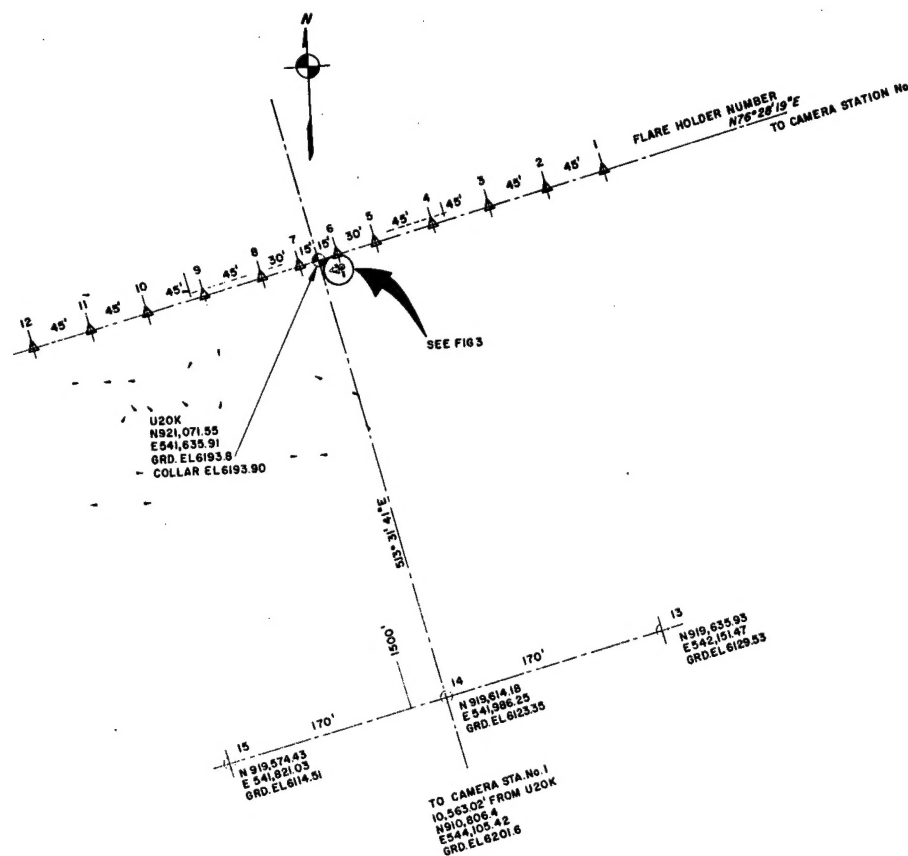 N
FLARE HOLDER NUMBER
N76°28'19"E
TO CAMERA STATION No
1
45'
2
45'
3
45'
4
45'
5
30'
6
15'
15'
7
30'
8
45'
9
45'
10
45'
11
45'
12
SEE FIG 3
U20K
N921,071.55
E541,635.91
GRD. EL6193.8
COLLAR EL6193.90
S13° 31' 41"E
1500'
13
N919,635.93
E542,151.47
GRD.EL6129.53
170'
14
N919,614.18
E541,986.25
GRD.EL6123.35
170'
15
N 919,574.43
E 541,821.03
GRD.EL6114.51
TO CAMERA STA.No.1
10,563.02' FROM U20K
N910,806.4
E544,105.42
GRD.EL6201.6